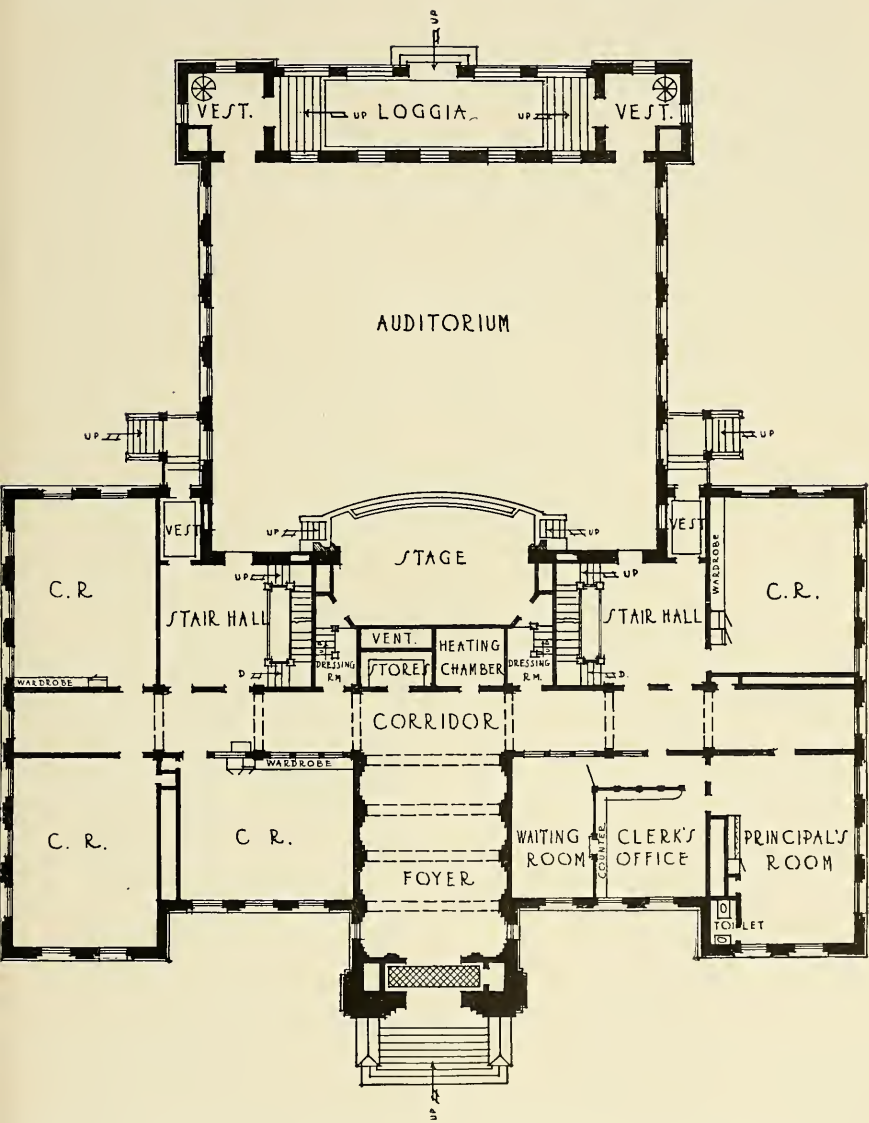 UP
VEST.
UP LOGGIA UP
VEST.
AUDITORIUM
UP
UP
VEST
UP
UP
VEST
STAGE
WARDROBE
C. R
UP
STAIR HALL
UP
STAIR HALL
C. R.
VENT.
HEATING
CHAMBER
STORES
DRESSING
RM
UP
DRESSING
RM.
UP
D.
D.
WARDROBE
CORRIDOR
WARDROBE
C. R.
C R.
FOYER
WAITING
ROOM
COUNTER
CLERK'S
OFFICE
PRINCIPAL'S
ROOM
TOILET
UP